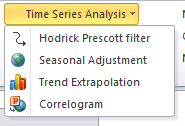 Time Series Analysis
Hodrick Prescott filter
Seasonal Adjustment
Trend Extrapolation
Correlogram